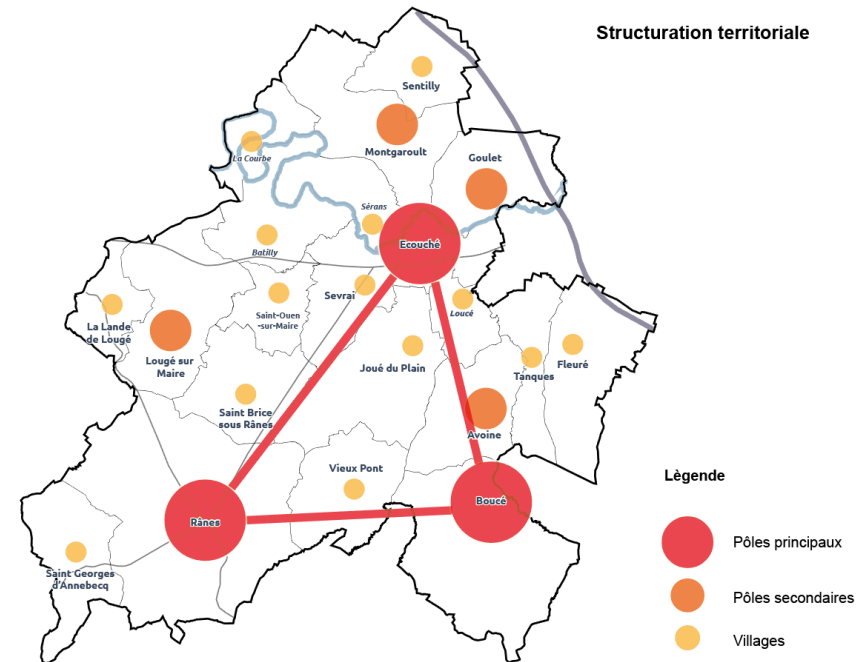 Structuration territoriale
Sentilly
Montgaroult
Goulet
La Courbe
Sérans
Ecouché
Batilly
Sevrai
Saint-Ouen
-sur-Maire
Loucé
La Lande
de Lougé
Lougé sur
Maire
Joué du Plain
Tanques
Fleuré
Saint Brice
sous Rânes
Avoine
Vieux Pont
Boucé
Rânes
Saint Georges
d'Annebecq
Lègende
Pôles principaux
Pôles secondaires
Villages